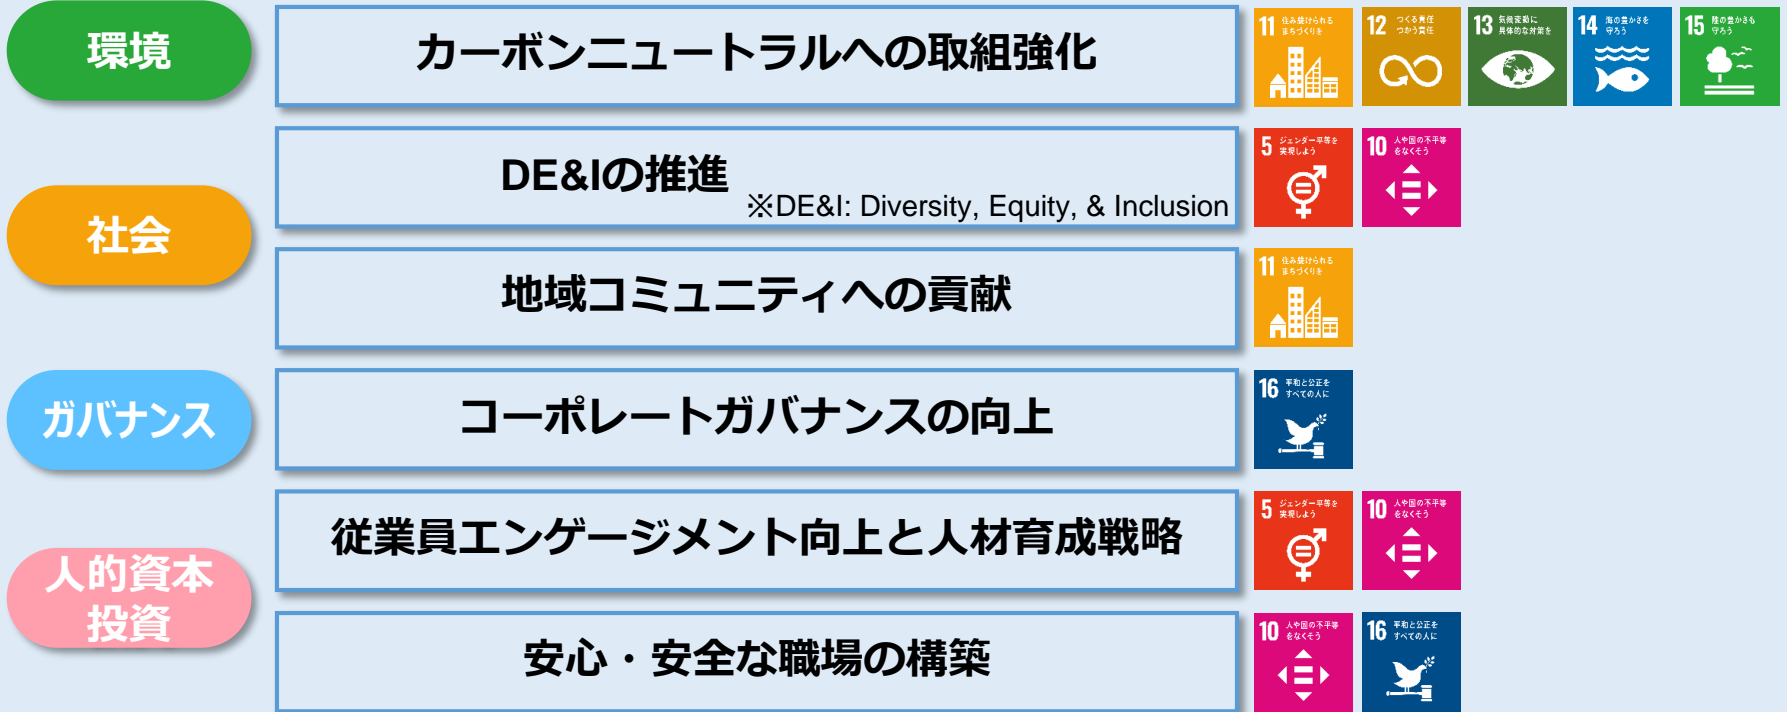 環境
カーボンニュートラルへの取組強化
11 住み続けられる
まちづくりを
12 つくる責任
つかう責任
13 気候変動に
具体的な対策を
14 海の豊かさを
守ろう
15 陸の豊かさも
守ろう
社会
DE&Iの推進
※DE&I: Diversity, Equity, & Inclusion
5 ジェンダー平等を
実現しよう
10 人や国の不平等
をなくそう
地域コミュニティへの貢献
11 住み続けられる
まちづくりを
ガバナンス
コーポレートガバナンスの向上
16 平和と公正を
すべての人に
人的資本
投資
従業員エンゲージメント向上と人材育成戦略
5 ジェンダー平等を
実現しよう
10 人や国の不平等
をなくそう
安心・安全な職場の構築
10 人や国の不平等
をなくそう
16 平和と公正を
すべての人に